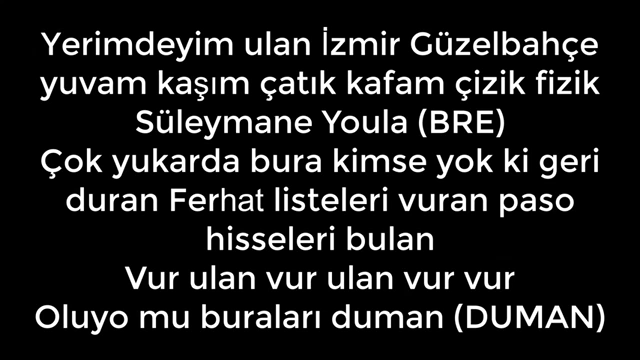 Yerimdeyim ulan İzmir Güzelbahçe
yuvam kaşım çatık kafam çizik fizik
Süleymane Youla (BRE)
Çok yukarda bura kimse yok ki geri
duran Ferhat listeleri vuran paso
hisseleri bulan
Vur ulan vur ulan vur vur
Oluyo mu buraları duman (DUMAN)